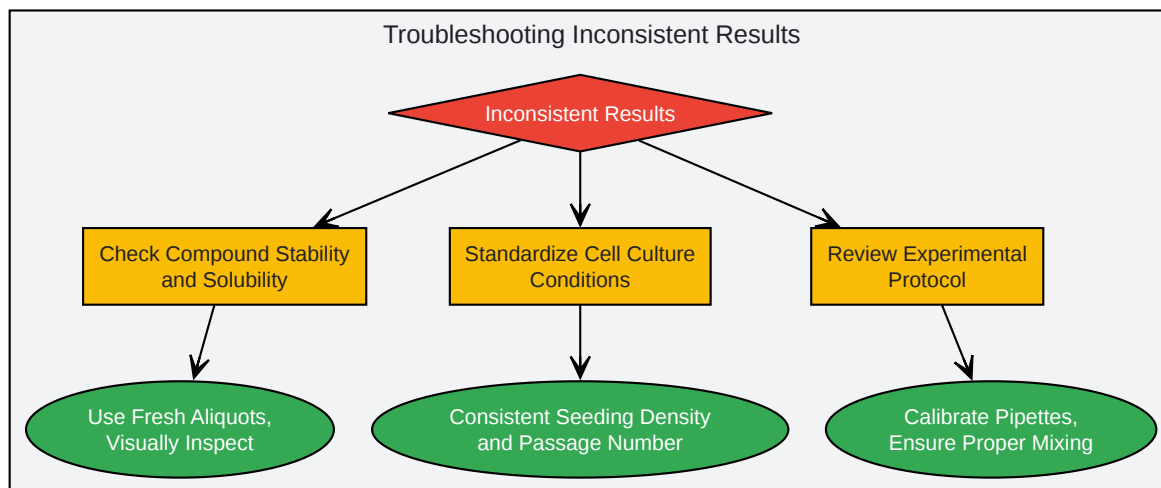 Troubleshooting Inconsistent Results
Inconsistent Results
Check Compound Stability
and Solubility
Standardize Cell Culture
Conditions
Review Experimental
Protocol
Use Fresh Aliquots,
Visually Inspect
Consistent Seeding Density
and Passage Number
Calibrate Pipettes,
Ensure Proper Mixing